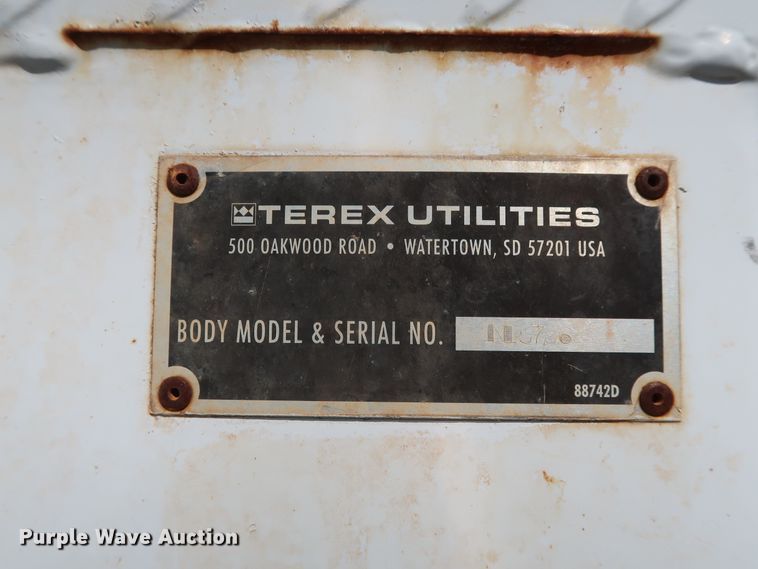 TEREX UTILITIES
500 OAKWOOD ROAD • WATERTOWN, SD 57201 USA
BODY MODEL & SERIAL NO.
88742D
Purple Wave Auction